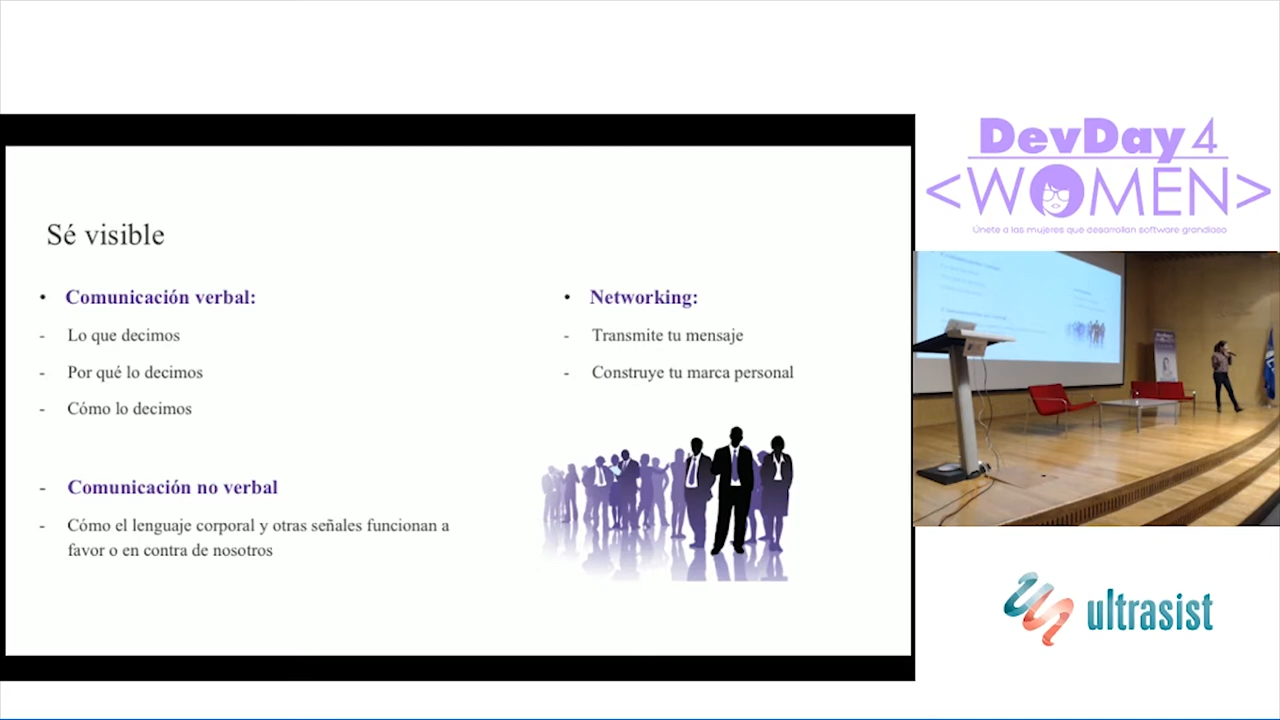 Sé visible
• Comunicación verbal:
- Lo que decimos
- Por qué lo decimos
- Cómo lo decimos
- Comunicación no verbal
- Cómo el lenguaje corporal y otras señales funcionan a
favor o en contra de nosotros
• Networking:
- Transmite tu mensaje
- Construye tu marca personal
DevDay4
<WOMEN>
Únete a las mujeres que desarrollan software grandioso
ultrasist